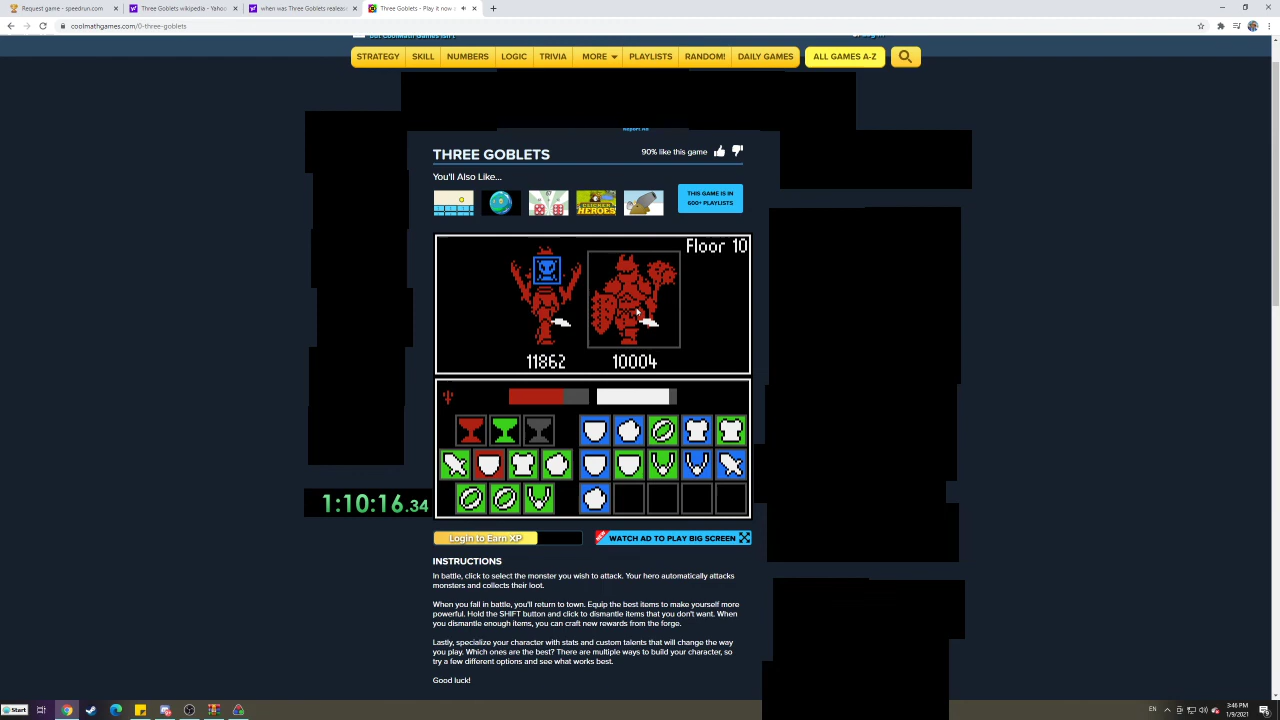 Request game - speedrun.com
Three Goblets wikipedia - Yahoo
when was Three Goblets realease
Three Goblets - Play it now
coolmathgames.com/0-three-goblets
STRATEGY SKILL NUMBERS LOGIC TRIVIA MORE PLAYLISTS RANDOM! DAILY GAMES ALL GAMES A-Z
Report Ad
THREE GOBLETS
90% like this game
You'll Also Like...
THIS GAME IS IN
600+ PLAYLISTS
Floor 10
11862 10004
1:10:16.34
Login to Earn XP
WATCH AD TO PLAY BIG SCREEN
INSTRUCTIONS
In battle, click to select the monster you wish to attack. Your hero automatically attacks
monsters and collects their loot.
When you fall in battle, you'll return to town. Equip the best items to make yourself more
powerful. Hold the SHIFT button and click to dismantle items that you don't want. When
you dismantle enough items, you can craft new rewards from the forge.
Lastly, specialize your character with stats and custom talents that will change the way
you play. Which ones are the best? There are multiple ways to build your character, so
try a few different options and see what works best.
Good luck!
Start
EN
3:46 PM
1/9/2021